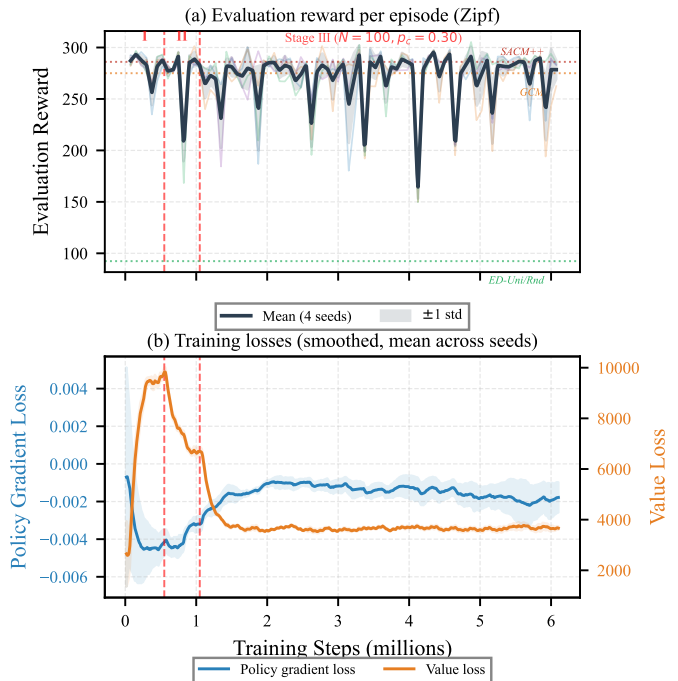 (a) Evaluation reward per episode (Zipf)
I II Stage III (N = 100, p_c = 0.30)
SACM++
GCM
ED-Uni/Rnd
300
250
200
150
100
Evaluation Reward
Mean (4 seeds) ±1 std
(b) Training losses (smoothed, mean across seeds)
0.004
0.002
0.000
−0.002
−0.004
−0.006
Policy Gradient Loss
10000
8000
6000
4000
2000
Value Loss
0 1 2 3 4 5 6
Training Steps (millions)
Policy gradient loss Value loss